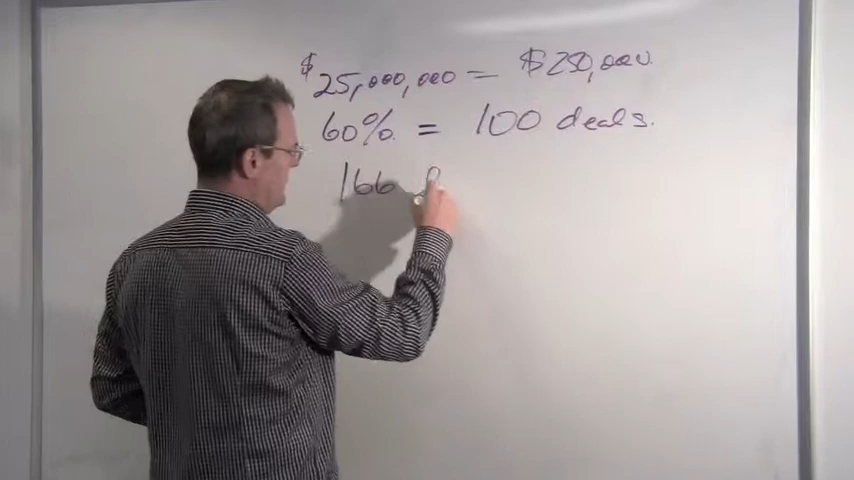 $25,000,000 = $250,000.
60% = 100 deals.
166